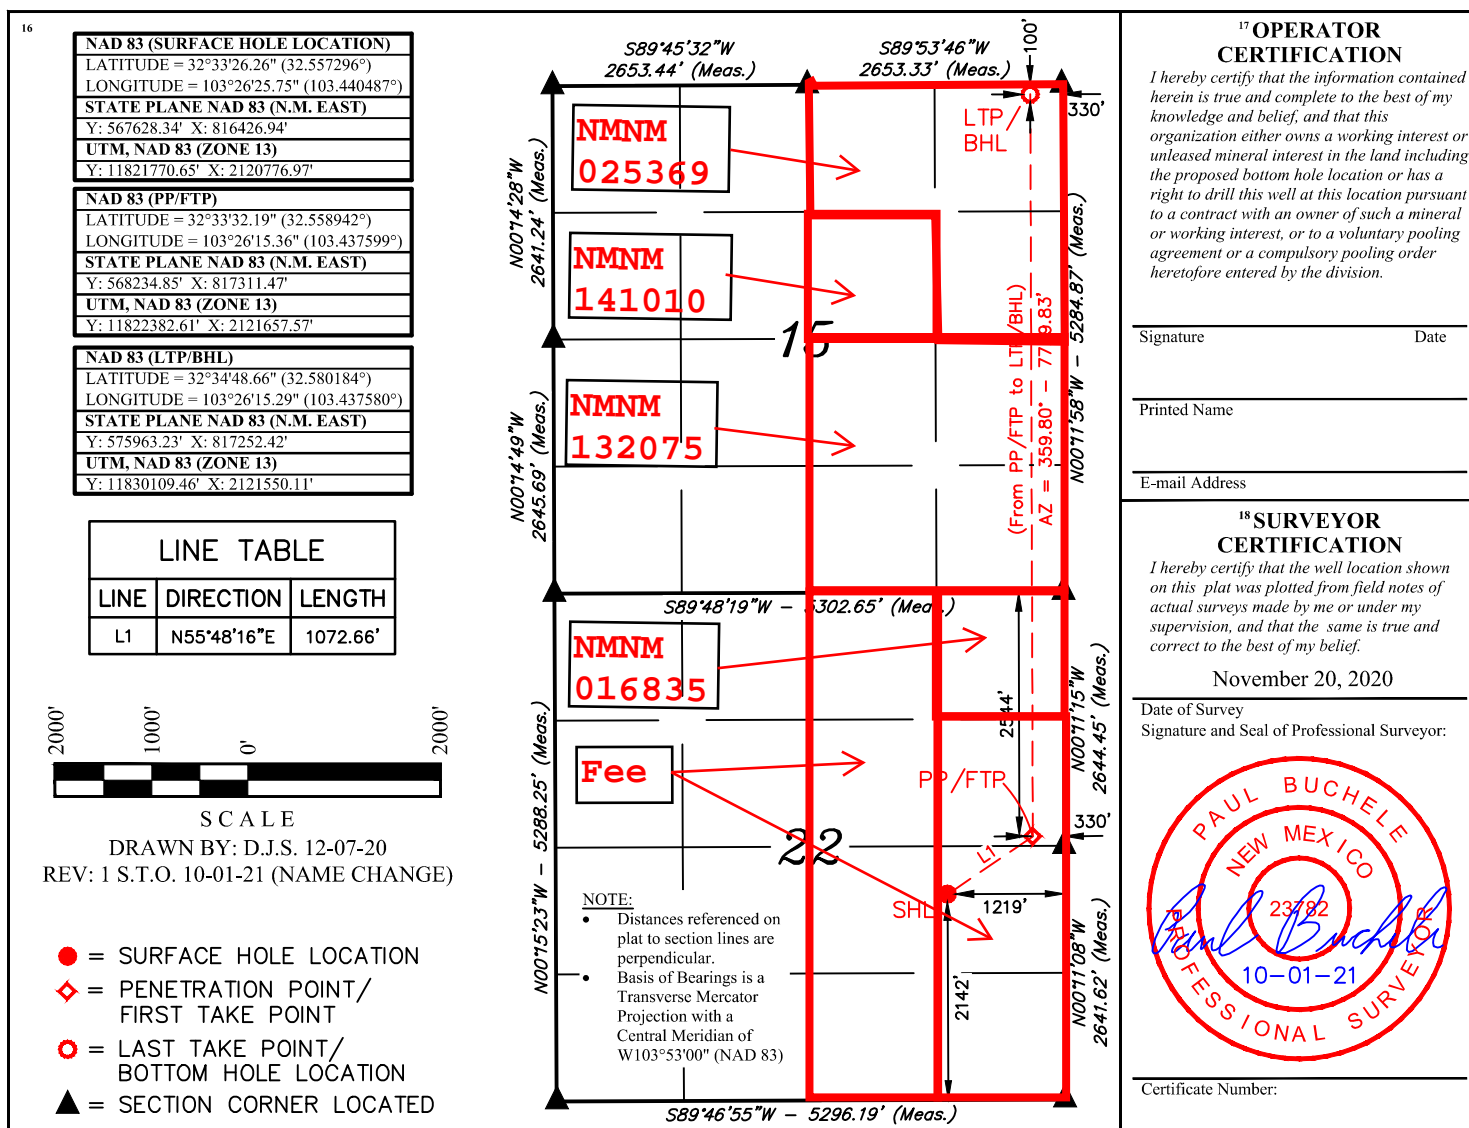 16
NAD 83 (SURFACE HOLE LOCATION)
LATITUDE = 32°33'26.26" (32.557296°)
LONGITUDE = 103°26'25.75" (103.440487°)
STATE PLANE NAD 83 (N.M. EAST)
Y: 567628.34' X: 816426.94'
UTM, NAD 83 (ZONE 13)
Y: 11821770.65' X: 2120776.97'
NAD 83 (PP/FTP)
LATITUDE = 32°33'32.19" (32.558942°)
LONGITUDE = 103°26'15.36" (103.437599°)
STATE PLANE NAD 83 (N.M. EAST)
Y: 568234.85' X: 817311.47'
UTM, NAD 83 (ZONE 13)
Y: 11822382.61' X: 2121657.57'
NAD 83 (LTP/BHL)
LATITUDE = 32°34'48.66" (32.580184°)
LONGITUDE = 103°26'15.29" (103.437580°)
STATE PLANE NAD 83 (N.M. EAST)
Y: 575963.23' X: 817252.42'
UTM, NAD 83 (ZONE 13)
Y: 11830109.46' X: 2121550.11'
LINE TABLE
LINE DIRECTION LENGTH
L1 N55°48'16"E 1072.66'
2000' 1000' 0' 2000'
SCALE
DRAWN BY: D.J.S. 12-07-20
REV: 1 S.T.O. 10-01-21 (NAME CHANGE)
= SURFACE HOLE LOCATION
= PENETRATION POINT/
FIRST TAKE POINT
= LAST TAKE POINT/
BOTTOM HOLE LOCATION
= SECTION CORNER LOCATED
S89°45'32"W
2653.44' (Meas.)
S89°53'46"W
2653.33' (Meas.)
100'
330'
LTP/
BHL
NMNM
025369
N00°14'28"W
2641.24' (Meas.)
NMNM
141010
15
N00°11'58"W - 5284.87' (Meas.)
(From PP/FTP to LTP/BHL)
NMNM
132075
N00°14'49"W
2645.69' (Meas.)
S89°48'19"W - 5302.65' (Meas.)
NMNM
016835
2544'
N00°11'15"W
2644.45' (Meas.)
Fee
PP/FTP
330'
22
L1
SHL
1219'
N00°15'23"W - 5288.25' (Meas.)
NOTE:
• Distances referenced on
plat to section lines are
perpendicular.
• Basis of Bearings is a
Transverse Mercator
Projection with a
Central Meridian of
W103°53'00" (NAD 83)
2142'
N00°11'08"W
2641.62' (Meas.)
S89°46'55"W - 5296.19' (Meas.)
17 OPERATOR
CERTIFICATION
I hereby certify that the information contained
herein is true and complete to the best of my
knowledge and belief, and that this
organization either owns a working interest or
unleased mineral interest in the land including
the proposed bottom hole location or has a
right to drill this well at this location pursuant
to a contract with an owner of such a mineral
or working interest, or to a voluntary pooling
agreement or a compulsory pooling order
heretofore entered by the division.
Signature Date
Printed Name
E-mail Address
18 SURVEYOR
CERTIFICATION
I hereby certify that the well location shown
on this plat was plotted from field notes of
actual surveys made by me or under my
supervision, and that the same is true and
correct to the best of my belief.
November 20, 2020
Date of Survey
Signature and Seal of Professional Surveyor:
PAUL BUCHELE
NEW MEXICO
23782
Paul Buchele
10-01-21
PROFESSIONAL SURVEYOR
Certificate Number: